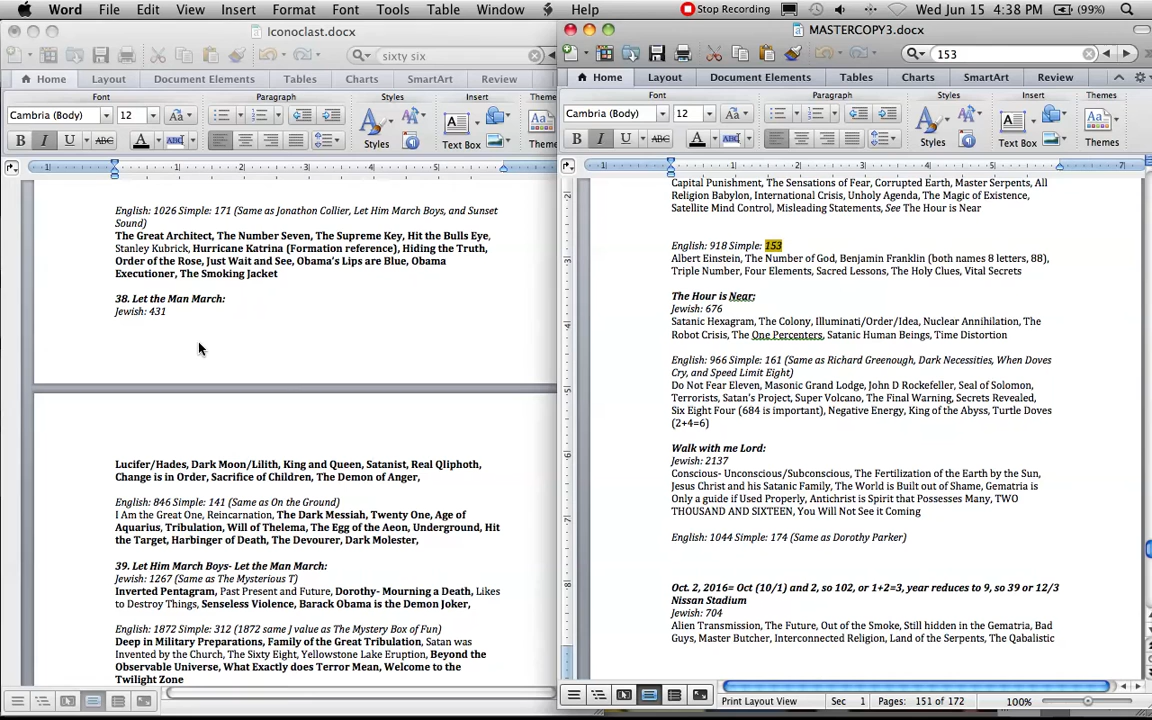 Word File Edit View Insert Format Font Tools Table Window Help Stop Recording Wed Jun 15 4:38 PM (99%)
Iconoclast.docx
sixty six
Home Layout Document Elements Tables Charts SmartArt Review
Font Paragraph Styles Insert Themes
Cambria (Body) 12
Styles Text Box Themes
English: 1026 Simple: 171 (Same as Jonathon Collier, Let Him March Boys, and Sunset
Sound)
The Great Architect, The Number Seven, The Supreme Key, Hit the Bulls Eye,
Stanley Kubrick, Hurricane Katrina (Formation reference), Hiding the Truth,
Order of the Rose, Just Wait and See, Obama's Lips are Blue, Obama
Executioner, The Smoking Jacket
38. Let the Man March:
Jewish: 431
Lucifer/Hades, Dark Moon/Lilith, King and Queen, Satanist, Real Qliphoth,
Change is in Order, Sacrifice of Children, The Demon of Anger,
English: 846 Simple: 141 (Same as On the Ground)
I Am the Great One, Reincarnation, The Dark Messiah, Twenty One, Age of
Aquarius, Tribulation, Will of Thelema, The Egg of the Aeon, Underground, Hit
the Target, Harbinger of Death, The Devourer, Dark Molester,
39. Let Him March Boys- Let the Man March:
Jewish: 1267 (Same as The Mysterious T)
Inverted Pentagram, Past Present and Future, Dorothy- Mourning a Death, Likes
to Destroy Things, Senseless Violence, Barack Obama is the Demon Joker,
English: 1872 Simple: 312 (1872 same J value as The Mystery Box of Fun)
Deep in Military Preparations, Family of the Great Tribulation, Satan was
Invented by the Church, The Sixty Eight, Yellowstone Lake Eruption, Beyond the
Observable Universe, What Exactly does Terror Mean, Welcome to the
Twilight Zone
MASTERCOPY3.docx
153
Home Layout Document Elements Tables Charts SmartArt Review
Font Paragraph Styles Insert Themes
Cambria (Body) 12
Styles Text Box Themes
Capital Punishment, The Sensations of Fear, Corrupted Earth, Master Serpents, All
Religion Babylon, International Crisis, Unholy Agenda, The Magic of Existence,
Satellite Mind Control, Misleading Statements, See The Hour is Near
English: 918 Simple: 153
Albert Einstein, The Number of God, Benjamin Franklin (both names 8 letters, 88),
Triple Number, Four Elements, Sacred Lessons, The Holy Clues, Vital Secrets
The Hour is Near;
Jewish: 676
Satanic Hexagram, The Colony, Illuminati/Order/Idea, Nuclear Annihilation, The
Robot Crisis, The One Percenters, Satanic Human Beings, Time Distortion
English: 966 Simple: 161 (Same as Richard Greenough, Dark Necessities, When Doves
Cry, and Speed Limit Eight)
Do Not Fear Eleven, Masonic Grand Lodge, John D Rockefeller, Seal of Solomon,
Terrorists, Satan's Project, Super Volcano, The Final Warning, Secrets Revealed,
Six Eight Four (684 is important), Negative Energy, King of the Abyss, Turtle Doves
(2+4=6)
Walk with me Lord:
Jewish: 2137
Conscious- Unconscious/Subconscious, The Fertilization of the Earth by the Sun,
Jesus Christ and his Satanic Family, The World is Built out of Shame, Gematria is
Only a guide if Used Properly, Antichrist is Spirit that Possesses Many, TWO
THOUSAND AND SIXTEEN, You Will Not See it Coming
English: 1044 Simple: 174 (Same as Dorothy Parker)
Oct. 2, 2016= Oct (10/1) and 2, so 102, or 1+2=3, year reduces to 9, so 39 or 12/3
Nissan Stadium
Jewish: 704
Alien Transmission, The Future, Out of the Smoke, Still hidden in the Gematria, Bad
Guys, Master Butcher, Interconnected Religion, Land of the Serpents, The Qabalistic
Print Layout View Sec 1 Pages: 151 of 172 100%